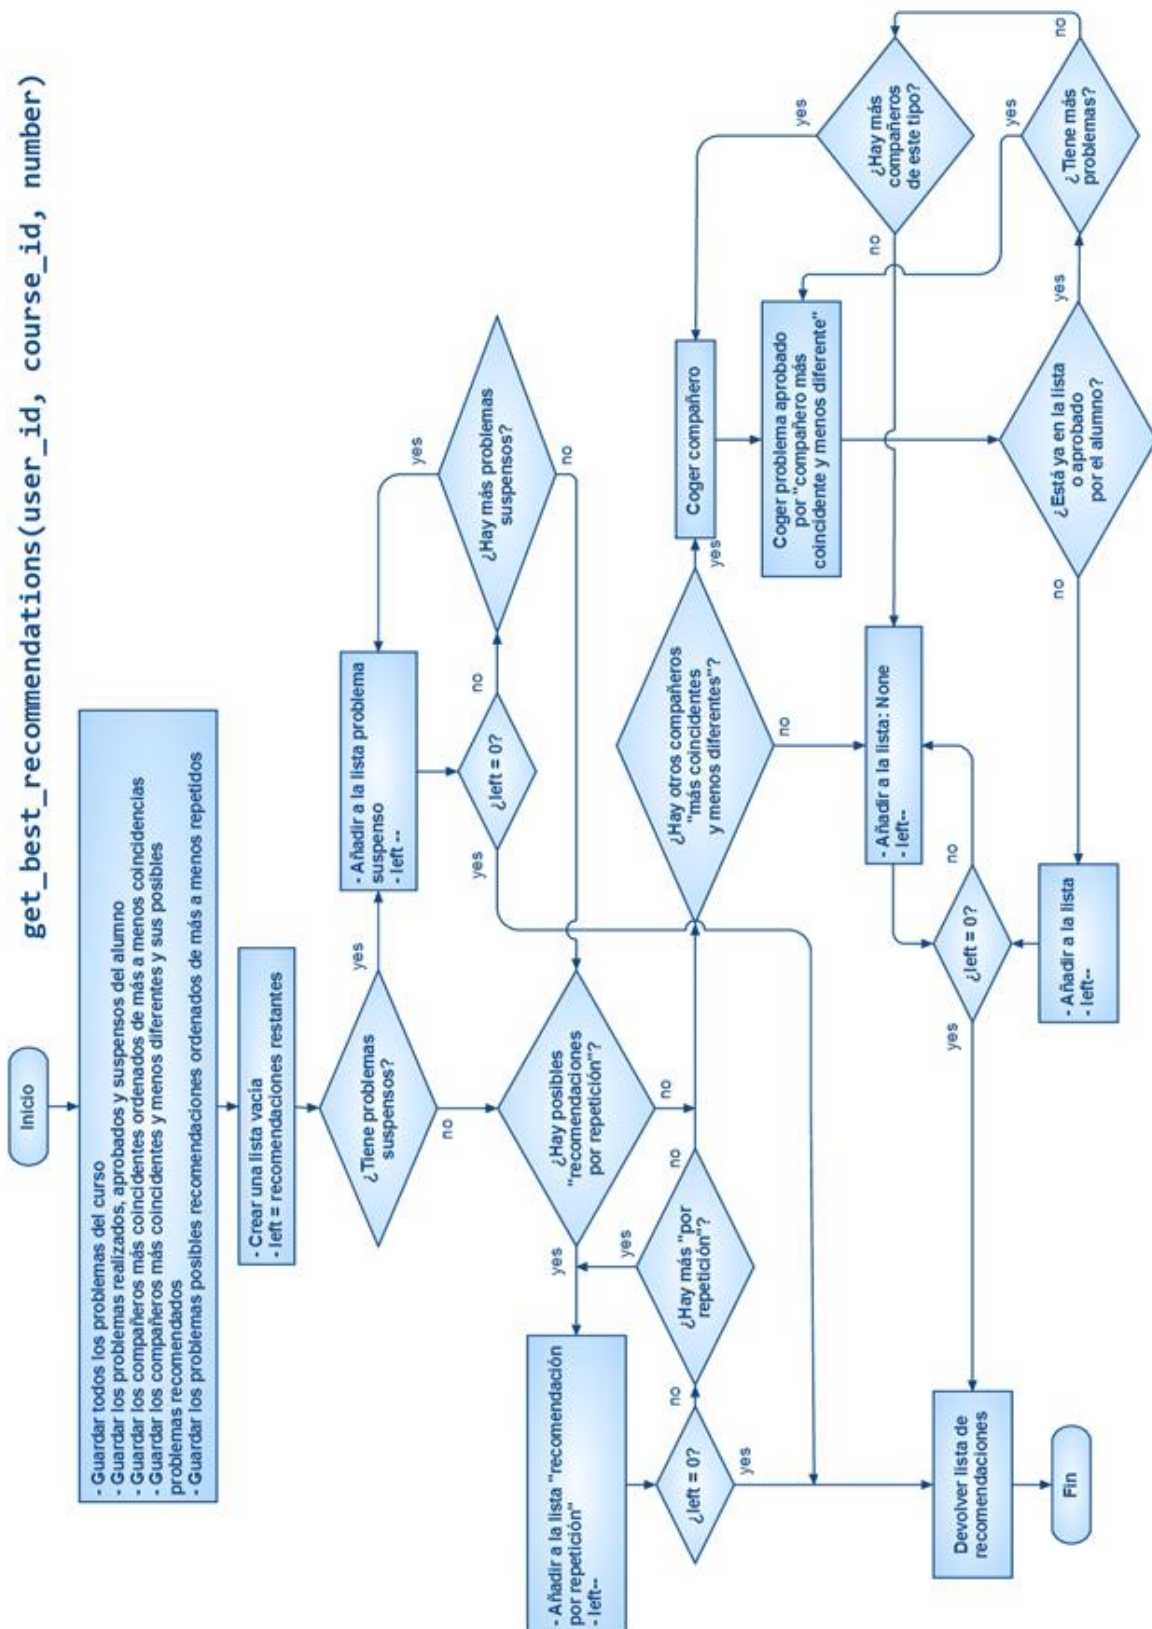 get_best_recommendations(user_id, course_id, number)
Inicio
- Guardar todos los problemas del curso
- Guardar los problemas realizados, aprobados y suspensos del alumno
- Guardar los compañeros más coincidentes ordenados de más a menos coincidencias
- Guardar los compañeros más coincidentes y menos diferentes y sus posibles
problemas recomendados
- Guardar los problemas posibles recomendaciones ordenados de más a menos repetidos
- Crear una lista vacía
- left = recomendaciones restantes
¿Tiene problemas
suspensos?
yes
no
- Añadir a la lista problema
suspenso
- left --
¿left = 0?
yes
no
¿Hay más problemas
suspensos?
yes
no
¿Hay posibles
"recomendaciones
por repetición"?
yes
no
- Añadir a la lista "recomendación
por repetición"
- left--
¿left = 0?
yes
no
¿Hay más "por
repetición"?
yes
no
¿Hay otros compañeros
"más coincidentes
y menos diferentes"?
yes
no
Coger compañero
Coger problema aprobado
por "compañero más
coincidente y menos diferente"
¿Hay más
compañeros
de este tipo?
yes
no
¿Tiene más
problemas?
yes
no
¿Está ya en la lista
o aprobado
por el alumno?
yes
no
- Añadir a la lista: None
- left--
¿left = 0?
yes
no
- Añadir a la lista
- left--
Devolver lista de
recomendaciones
Fin